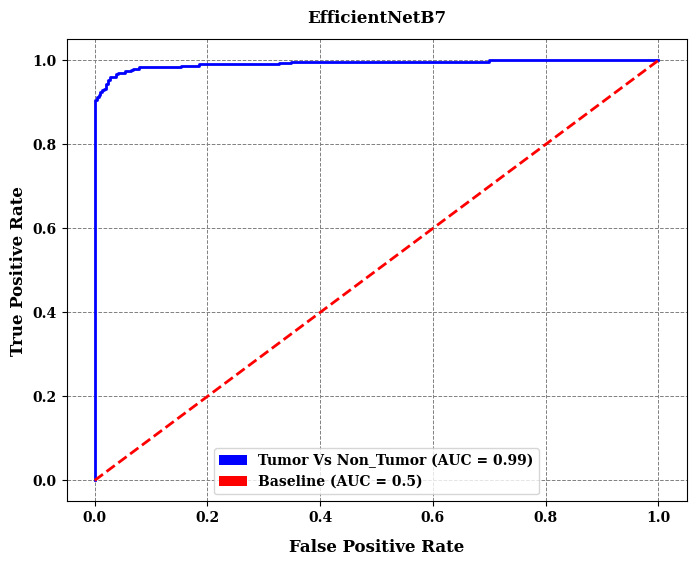 EfficientNetB7
True Positive Rate
1.0
0.8
0.6
0.4
0.2
0.0
Tumor Vs Non_Tumor (AUC = 0.99)
Baseline (AUC = 0.5)
0.0 0.2 0.4 0.6 0.8 1.0
False Positive Rate